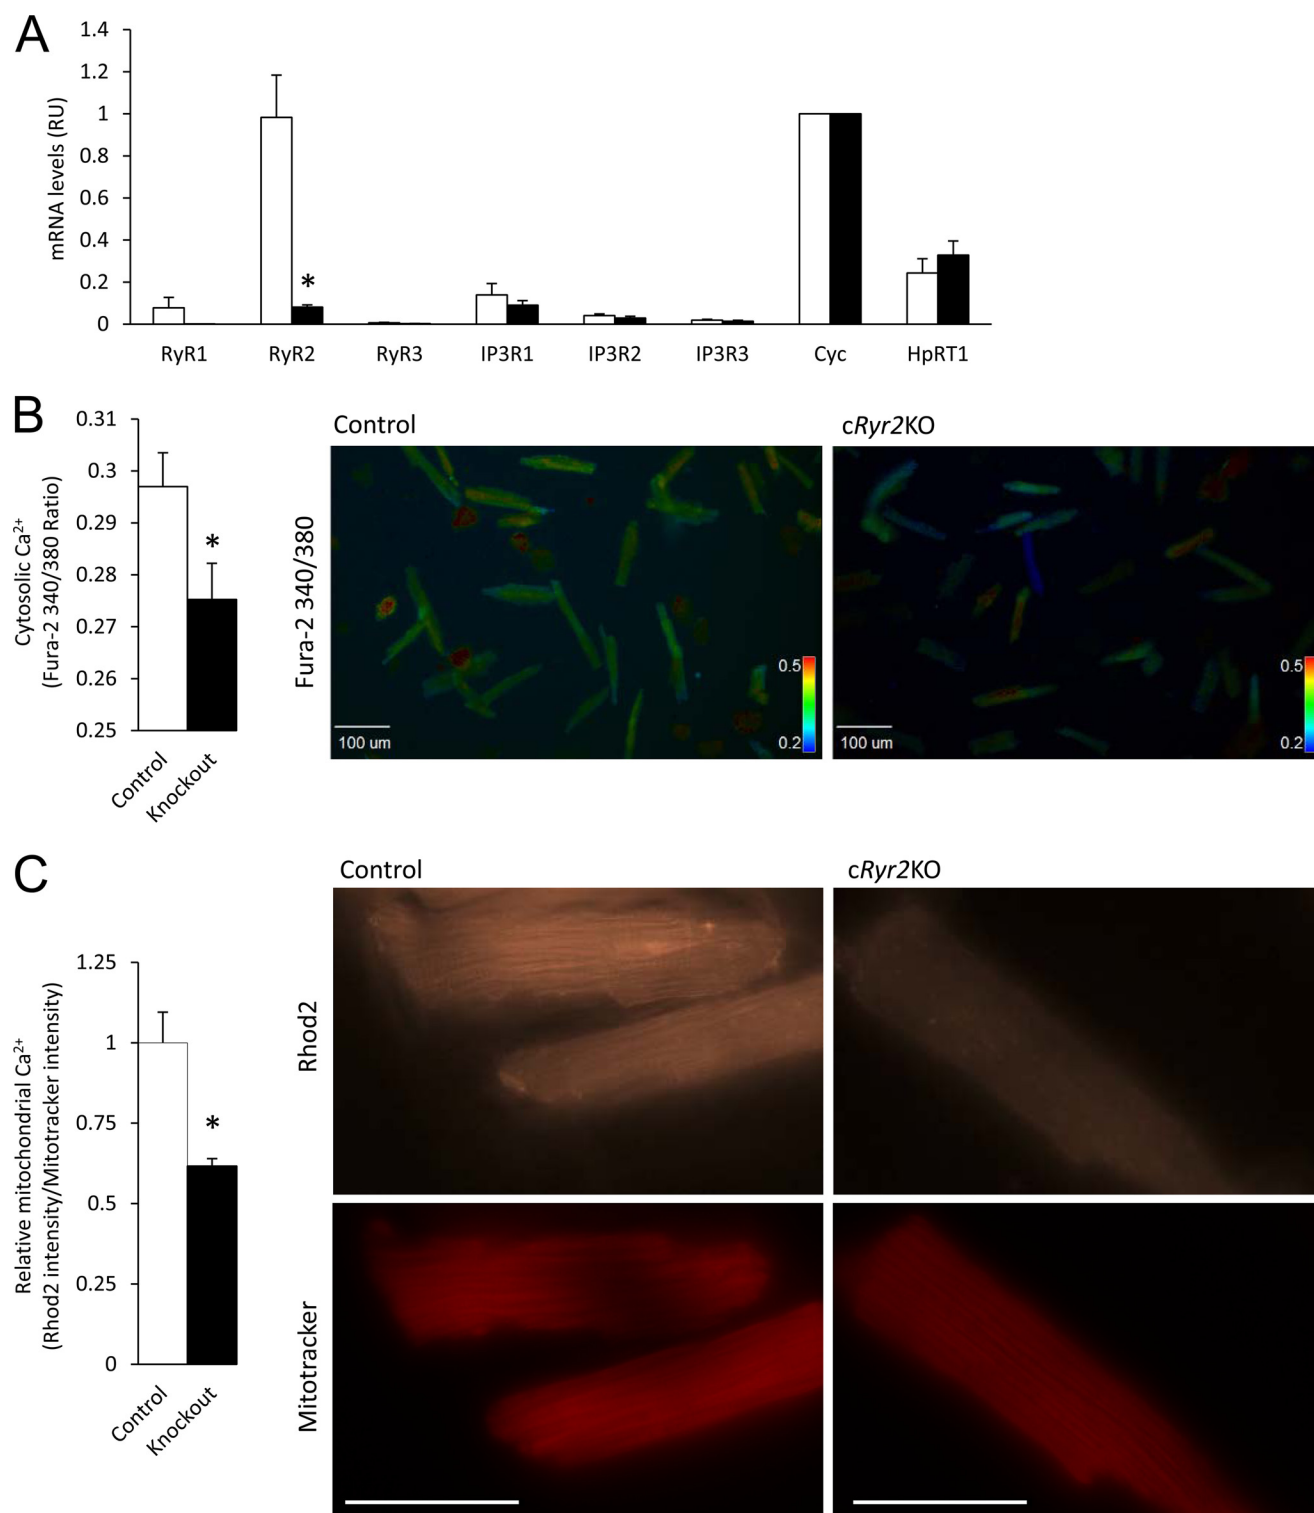 A
mRNA levels (RU)
1.4
1.2
1
0.8
0.6
0.4
0.2
0
*
RyR1 RyR2 RyR3 IP3R1 IP3R2 IP3R3 Cyc HpRT1
B
Cytosolic Ca²⁺
(Fura-2 340/380 Ratio)
0.31
0.3
0.29
0.28
0.27
0.26
0.25
*
Control
Knockout
Control
cRyr2KO
Fura-2 340/380
100 um
0.5
0.2
100 um
0.5
0.2
C
Relative mitochondrial Ca²⁺
(Rhod2 intensity/Mitotracker intensity)
1.25
1
0.75
0.5
0.25
0
*
Control
Knockout
Control
cRyr2KO
Rhod2
Mitotracker